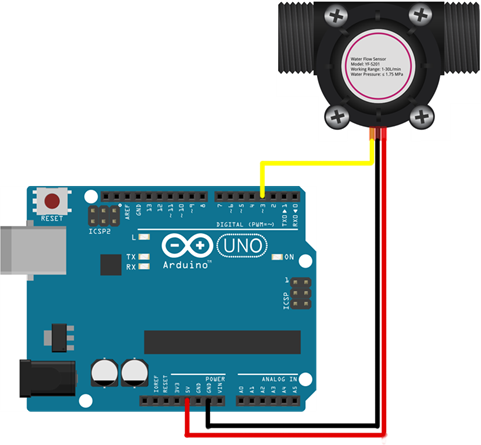 Water Flow Sensor
Model: YF-S201
Working Range: 1-30L/min
Water Pressure: ≤ 1.75 MPa
RESET
ICSP2
AREF
GND
13
12
~11
~10
~9
8
7
~6
~5
4
~3
2
TX0▶1
RX0◀0
DIGITAL (PWM=~)
L
TX
RX
Arduino™
UNO
ON
1
ICSP
IOREF
RESET
3V3
5V
GND
GND
VIN
POWER
ANALOG IN
A0
A1
A2
A3
A4
A5